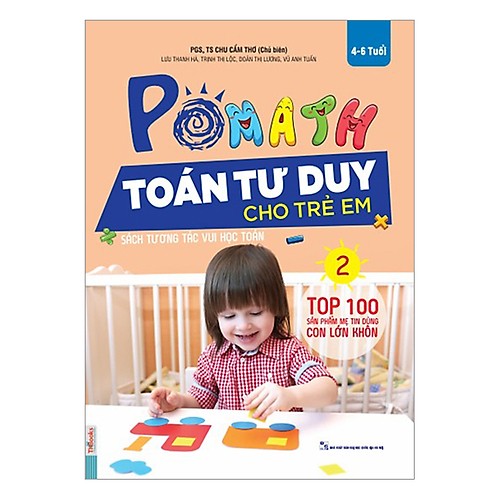 PGS, TS CHU CẨM THƠ (Chủ biên)
LƯU THANH HÀ, TRỊNH THỊ LỘC, DOÀN THỊ LƯƠNG, VŨ ANH TUẤN
4-6 Tuổi
POMATH
TOÁN TƯ DUY
CHO TRẺ EM
SÁCH TƯƠNG TÁC VUI HỌC TOÁN
2
TOP 100
SẢN PHẨM MẸ TIN DÙNG
CON LỚN KHÔN
THBooks